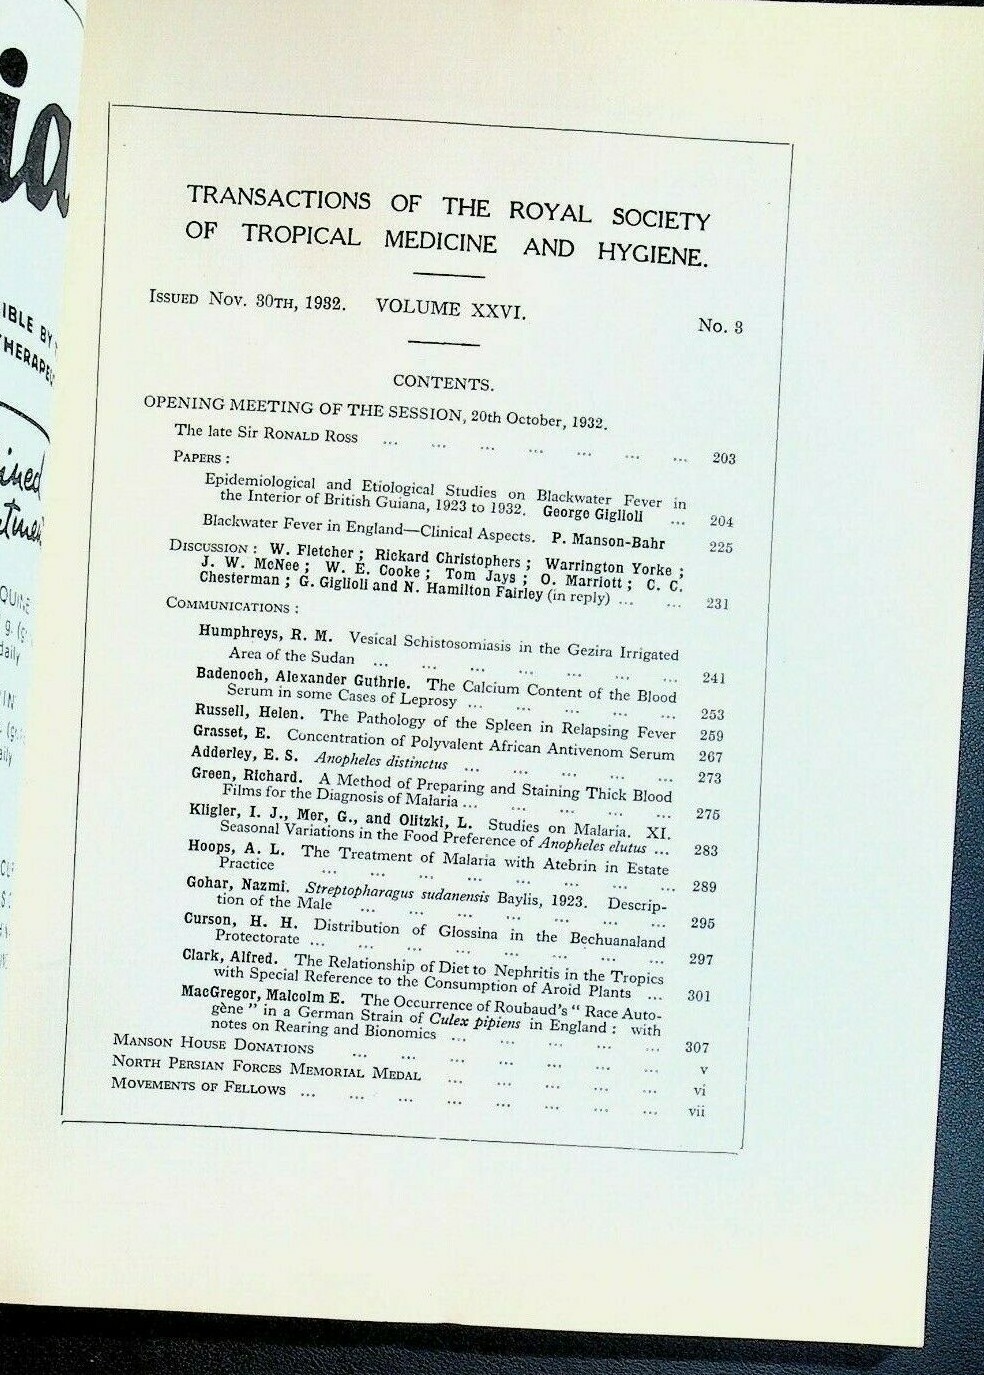 ia
IBLE BY
THERAPE
ined
TRANSACTIONS OF THE ROYAL SOCIETY
OF TROPICAL MEDICINE AND HYGIENE.
ISSUED NOV. 30TH, 1932. VOLUME XXVI. No. 3
CONTENTS.
OPENING MEETING OF THE SESSION, 20th October, 1932.
The late Sir RONALD ROSS ... ... ... ... ... ... ... 203
PAPERS :
Epidemiological and Etiological Studies on Blackwater Fever in
the Interior of British Guiana, 1923 to 1932. George Giglioli ... 204
Blackwater Fever in England—Clinical Aspects. P. Manson-Bahr 225
DISCUSSION : W. Fletcher ; Rickard Christophers ; Warrington Yorke ;
J. W. McNee ; W. E. Cooke ; Tom Jays ; O. Marriott ; C. C.
Chesterman ; G. Giglioli and N. Hamilton Fairley (in reply) ... ... 231
COMMUNICATIONS :
Humphreys, R. M. Vesical Schistosomiasis in the Gezira Irrigated
Area of the Sudan ... ... ... ... ... ... ... 241
Badenoch, Alexander Guthrie. The Calcium Content of the Blood
Serum in some Cases of Leprosy ... ... ... ... ... 253
Russell, Helen. The Pathology of the Spleen in Relapsing Fever 259
Grasset, E. Concentration of Polyvalent African Antivenom Serum 267
Adderley, E. S. Anopheles distinctus ... ... ... ... ... 273
Green, Richard. A Method of Preparing and Staining Thick Blood
Films for the Diagnosis of Malaria ... ... ... ... ... 275
Kligler, I. J., Mer, G., and Olitzki, L. Studies on Malaria. XI.
Seasonal Variations in the Food Preference of Anopheles elutus ... 283
Hoops, A. L. The Treatment of Malaria with Atebrin in Estate
Practice ... ... ... ... ... ... ... ... 289
Gohar, Nazmi. Streptopharagus sudanensis Baylis, 1923. Descrip-
tion of the Male ... ... ... ... ... ... ... 295
Curson, H. H. Distribution of Glossina in the Bechuanaland
Protectorate ... ... ... ... ... ... ... ... 297
Clark, Alfred. The Relationship of Diet to Nephritis in the Tropics
with Special Reference to the Consumption of Aroid Plants ... 301
MacGregor, Malcolm E. The Occurrence of Roubaud's " Race Auto-
gène " in a German Strain of Culex pipiens in England : with
notes on Rearing and Bionomics ... ... ... ... ... 307
MANSON HOUSE DONATIONS ... ... ... ... ... ... ... v
NORTH PERSIAN FORCES MEMORIAL MEDAL ... ... ... ... ... vi
MOVEMENTS OF FELLOWS ... ... ... ... ... ... ... ... vii